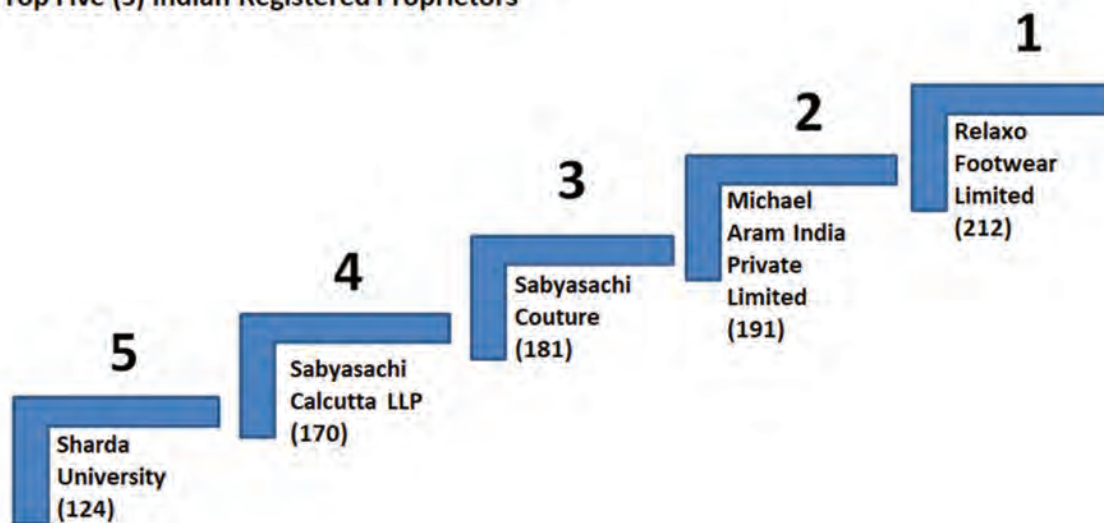 Top Five (5) Indian Registered Proprietors
1
Relaxo
Footwear
Limited
(212)
2
Michael
Aram India
Private
Limited
(191)
3
Sabyasachi
Couture
(181)
4
Sabyasachi
Calcutta LLP
(170)
5
Sharda
University
(124)